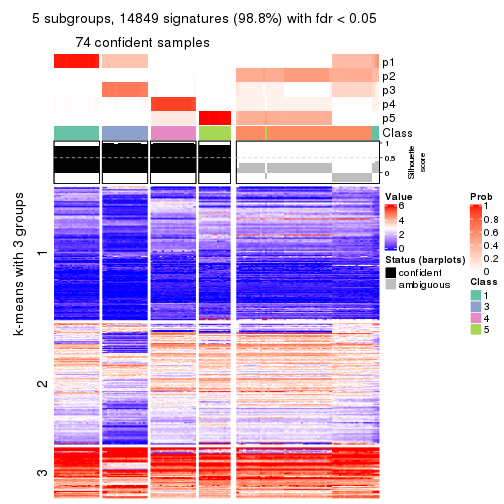 5 subgroups, 14849 signatures (98.8%) with fdr < 0.05
74 confident samples
p1
p2
p3
p4
p5
Class
1
0.5
0
Silhouette
score
k-means with 3 groups
1
2
3
Value
6
4
2
0
Status (barplots)
confident
ambiguous
Prob
1
0.8
0.6
0.4
0.2
0
Class
1
3
4
5